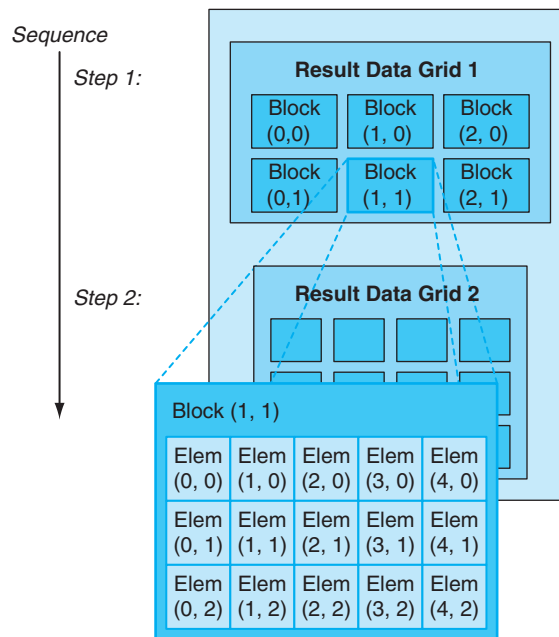 Sequence
Step 1:
Result Data Grid 1
Block Block Block
(0,0) (1, 0) (2, 0)
Block Block Block
(0,1) (1, 1) (2, 1)
Step 2:
Result Data Grid 2
Block (1, 1)
Elem Elem Elem Elem Elem
(0, 0) (1, 0) (2, 0) (3, 0) (4, 0)
Elem Elem Elem Elem Elem
(0, 1) (1, 1) (2, 1) (3, 1) (4, 1)
Elem Elem Elem Elem Elem
(0, 2) (1, 2) (2, 2) (3, 2) (4, 2)